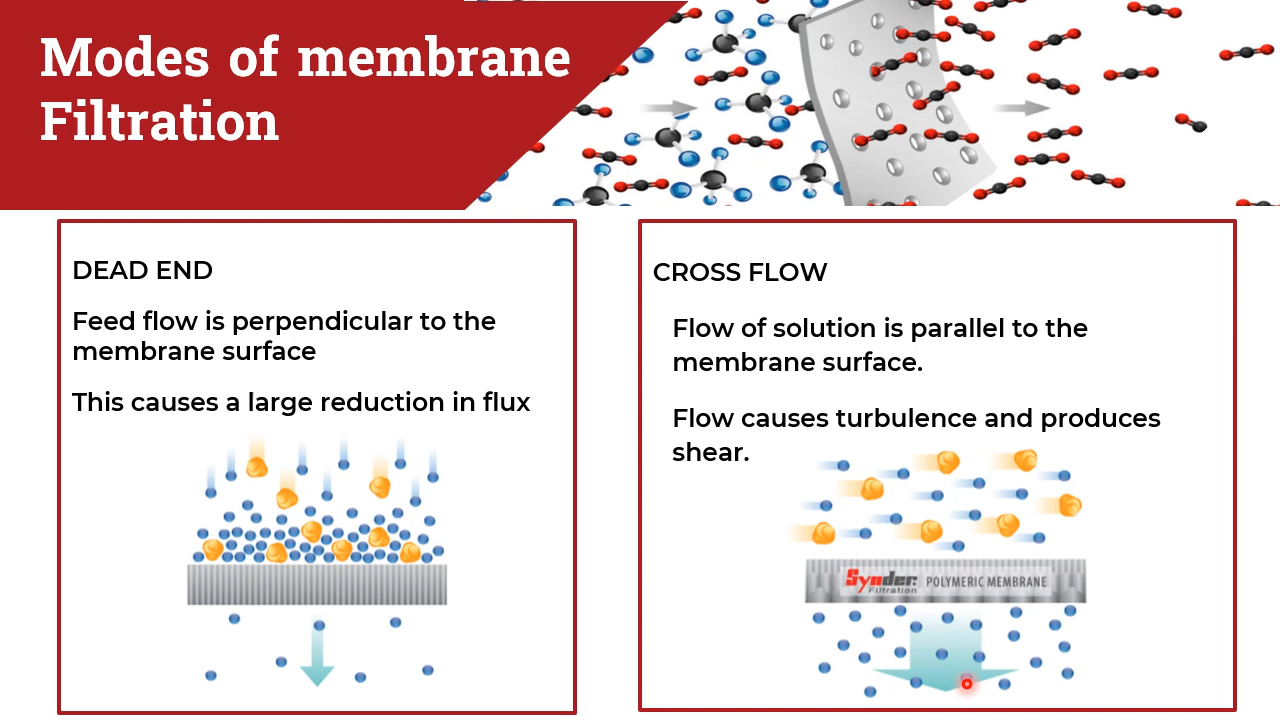 Modes of membrane
Filtration
DEAD END
Feed flow is perpendicular to the
membrane surface
This causes a large reduction in flux
CROSS FLOW
Flow of solution is parallel to the
membrane surface.
Flow causes turbulence and produces
shear.
Synder
Filtration
POLYMERIC MEMBRANE